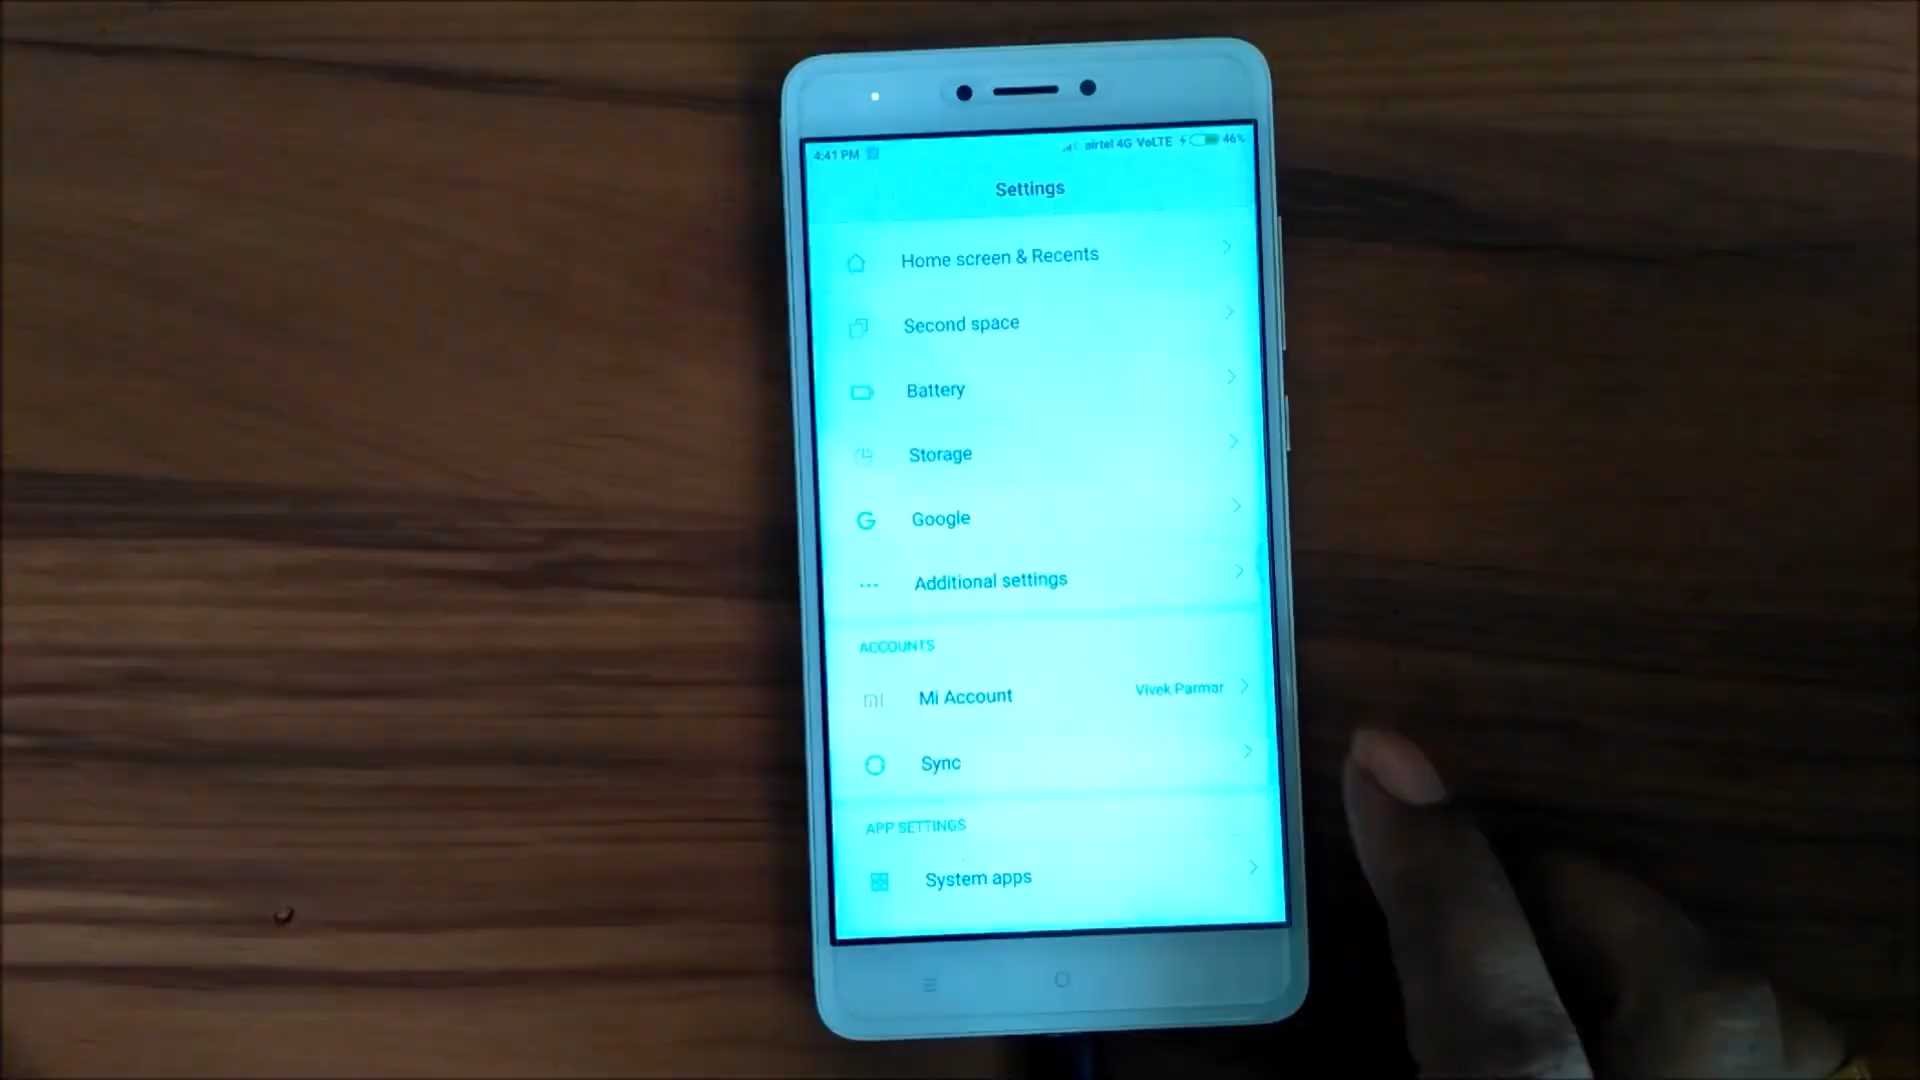 4:41 PM airtel 4G VoLTE 46%
Settings
Home screen & Recents
Second space
Battery
Storage
Google
Additional settings
ACCOUNTS
Mi Account Vivek Parmar
Sync
APP SETTINGS
System apps